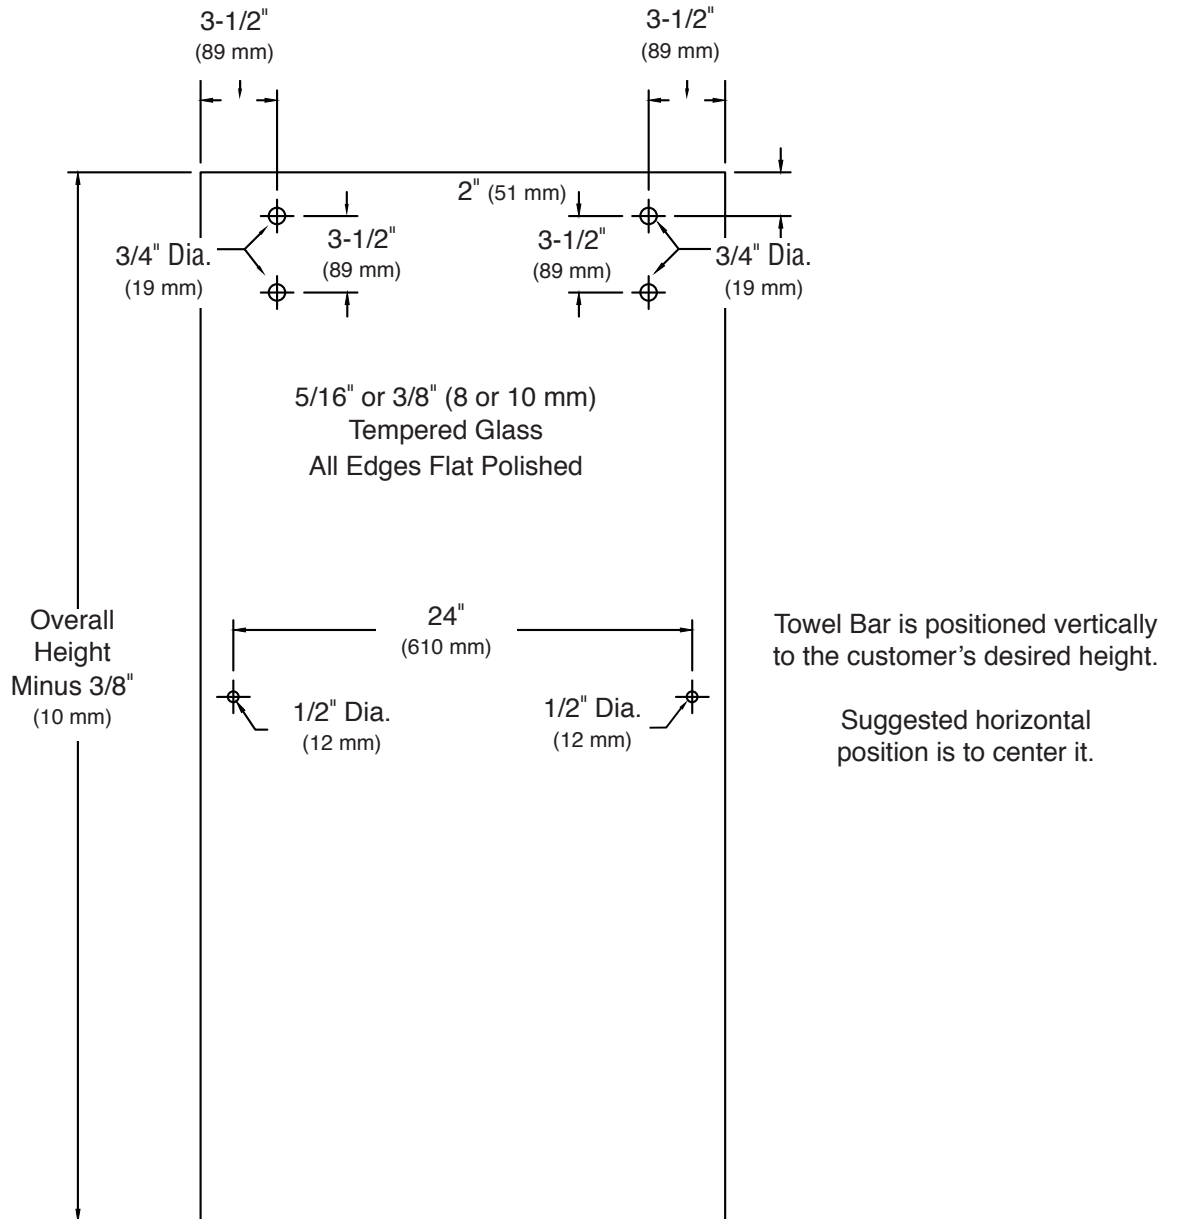 3-1/2"
(89 mm)
3-1/2"
(89 mm)
2" (51 mm)
3/4" Dia.
(19 mm)
3-1/2"
(89 mm)
3-1/2"
(89 mm)
3/4" Dia.
(19 mm)
5/16" or 3/8" (8 or 10 mm)
Tempered Glass
All Edges Flat Polished
Overall
Height
Minus 3/8"
(10 mm)
24"
(610 mm)
1/2" Dia.
(12 mm)
1/2" Dia.
(12 mm)
Towel Bar is positioned vertically
to the customer’s desired height.
Suggested horizontal
position is to center it.